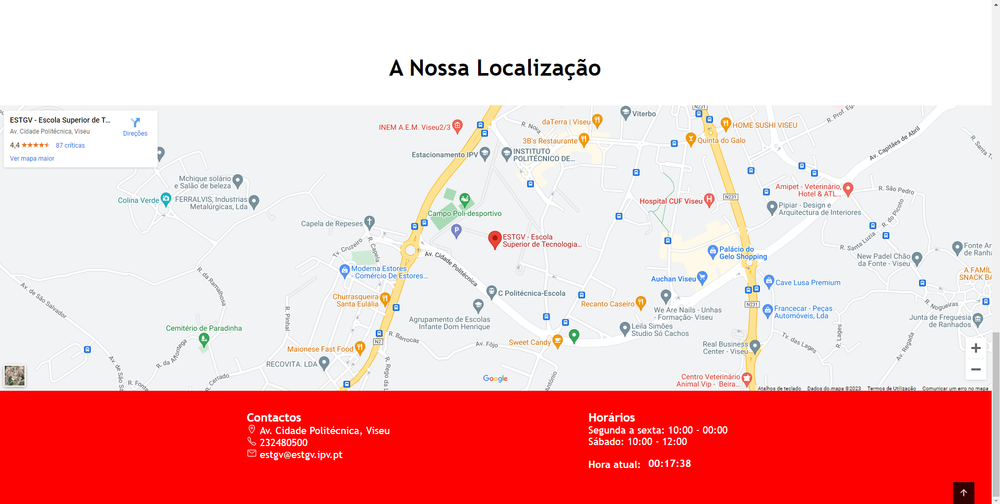 A Nossa Localização
ESTGV - Escola Superior de T...
Av. Cidade Politécnica, Viseu
Direções
4,4
87 críticas
Ver mapa maior
INEM A.E.M. Viseu2/3
R. Nova
daTerra | Viseu
3B's Restaurante
Viterbo
N231
HOME SUSHI VISEU
Quinta do Galo
R. Prof. Eg
Av. Capitães de Abril
R. Santa T
Estacionamento IPV
INSTITUTO
POLITÉCNICO DE...
Mchique solário
e Salão de beleza
Colina Verde
FERRALVIS, Industrias
Metalúrgicas, Lda
Campo Poli-desportivo
Capela de Repeses
P
ESTGV - Escola
Superior de Tecnologia...
Hospital CUF Viseu
H
N231
Amipet - Veterinário,
Hotel & ATL...
R. São Pedro
Pipiar - Design e
Arquitetura de Interiores
R. do Picoto
R. Santa Luzia
Tv. Cruzeiro
R. Capela
Av. Cidade Politécnica
Palácio do
Gelo Shopping
New Padel Chão
da Fonte - Viseu
Fonte Ar
de Ranha
A FAMÍL
SNACK BA
Moderna Estores
- Comércio De Estores...
R. da Ramalhosa
Av. de São Salvador
Auchan Viseu
Cave Lusa Premium
C Politécnica-Escola
Churrasqueira
Santa Eulália
Recanto Caseiro
We Are Nails - Unhas
- Formação- Viseu
N231
Francecar - Peças
Automóveis, Lda
R. Nogueiras
Junta de Freguesia
de Ranhados
R. Pinhal
Agrupamento de Escolas
Infante Dom Henrique
Leila Simões
Studio Só Cachos
Cemitério de Paradinha
R. Barrocas
N2
Av. Fôjo
Sweet Candy
Real Business
Center - Viseu
Tv. das Lages
R. Lages
Av. Regada
Maionese Fast Food
RECOVITA. LDA
R. da Alfontega
Av. de São Sa
R. Fonte
R. Cerrado
R. Rego da L
António
Google
Centro Veterinário
Animal Vip - Beira...
Atalhos de teclado
Dados do mapa ©2023
Termos de Utilização
Comunicar um erro no mapa
Contactos
Av. Cidade Politécnica, Viseu
232480500
estgv@estgv.ipv.pt
Horários
Segunda a sexta: 10:00 - 00:00
Sábado: 10:00 - 12:00
Hora atual: 00:17:38